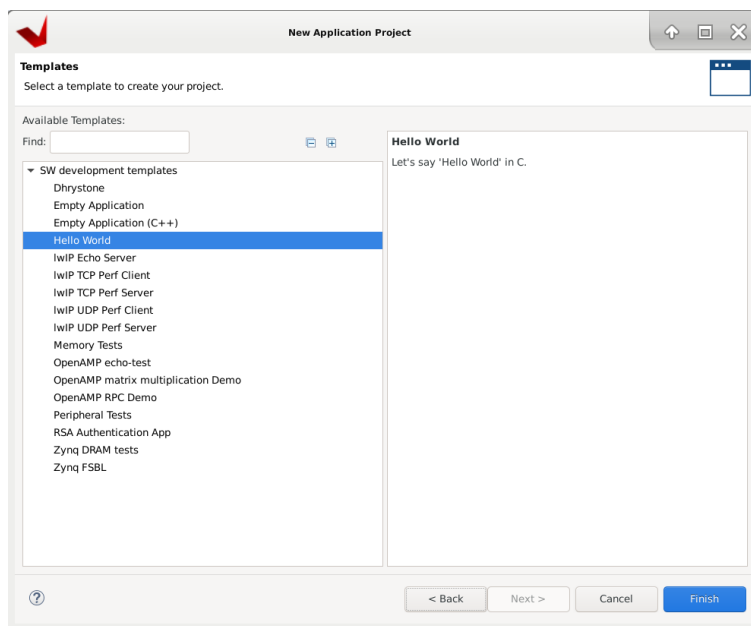 New Application Project
Templates
Select a template to create your project.
Available Templates:
Find:
SW development templates
Dhrystone
Empty Application
Empty Application (C++)
Hello World
lwIP Echo Server
lwIP TCP Perf Client
lwIP TCP Perf Server
lwIP UDP Perf Client
lwIP UDP Perf Server
Memory Tests
OpenAMP echo-test
OpenAMP matrix multiplication Demo
OpenAMP RPC Demo
Peripheral Tests
RSA Authentication App
Zynq DRAM tests
Zynq FSBL
Hello World
Let's say 'Hello World' in C.
?
< Back
Next >
Cancel
Finish